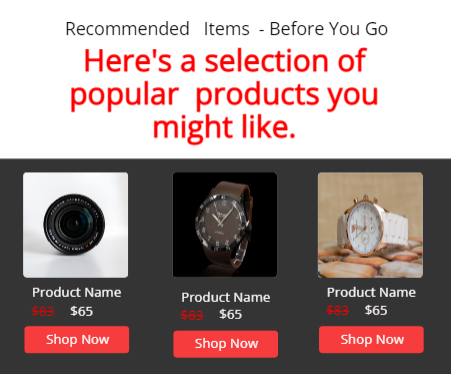 Recommended Items - Before You Go
Here's a selection of
popular products you
might like.
Product Name Product Name Product Name
$83 $65 $83 $65 $83 $65
Shop Now Shop Now Shop Now